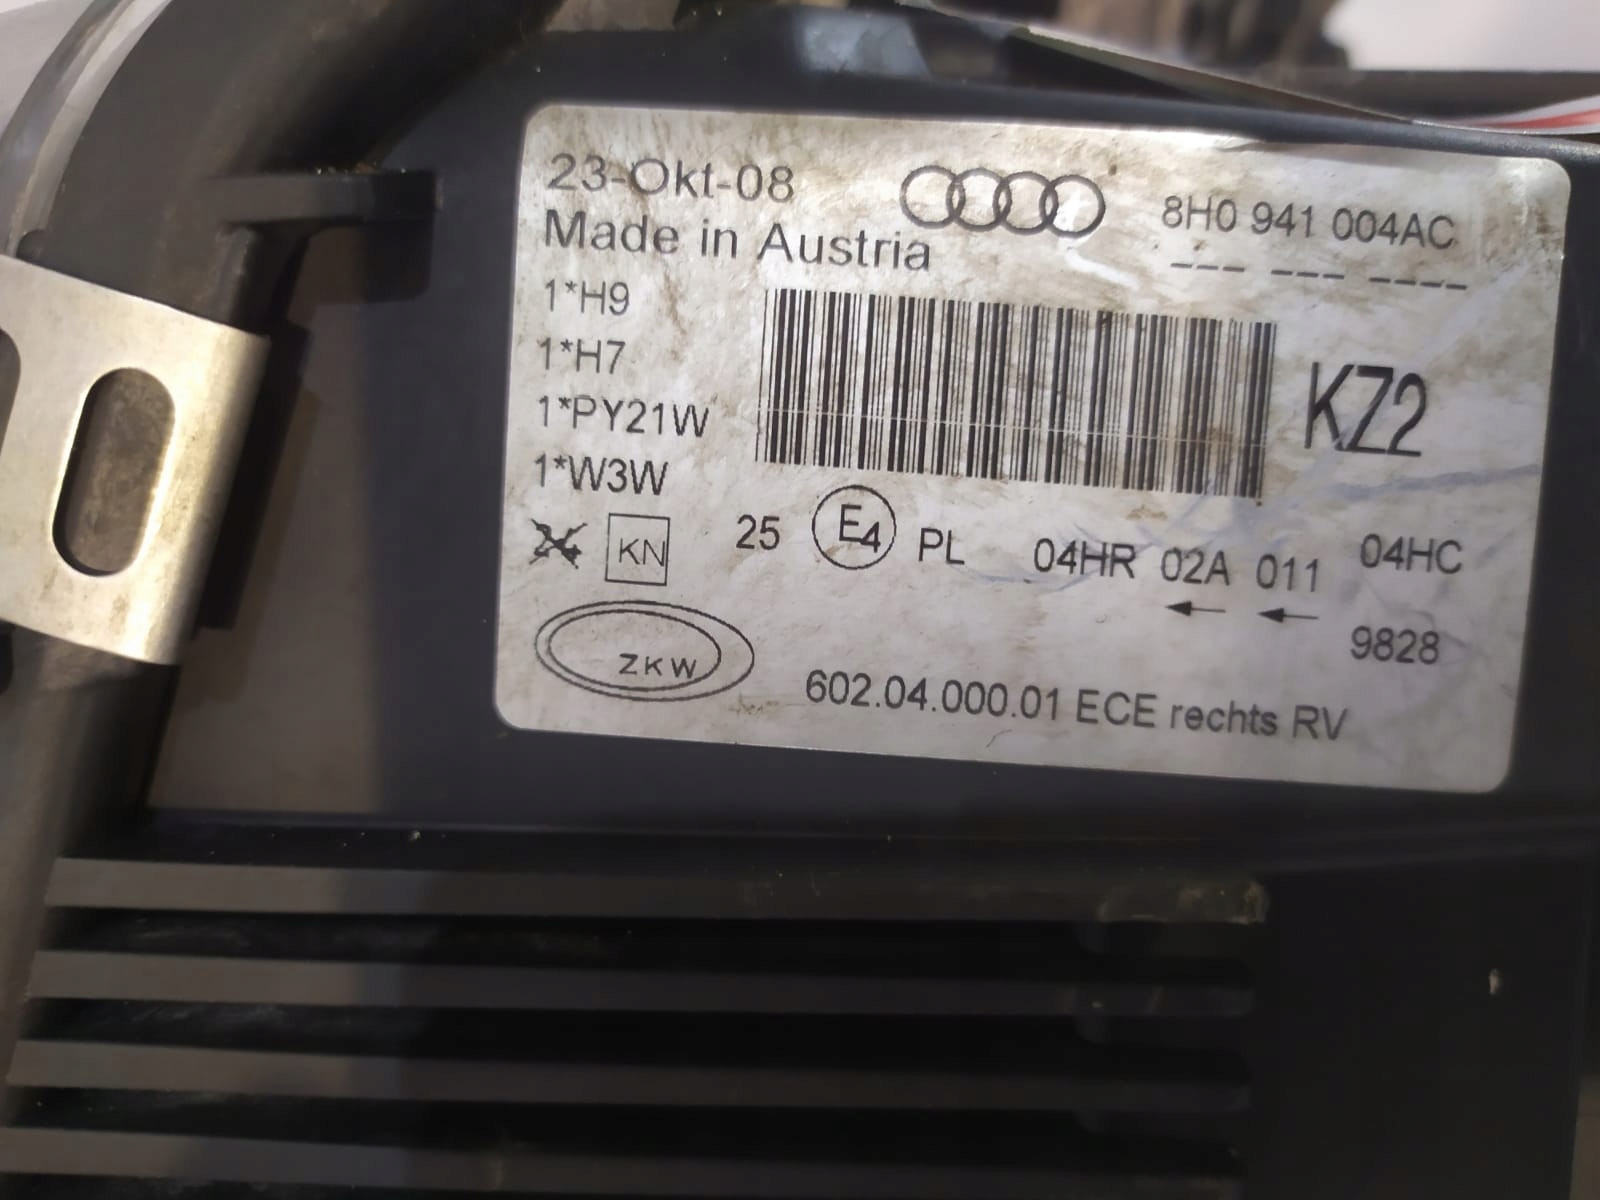 23-Okt-08
8H0 941 004AC
Made in Austria
--- --- ----
1*H9
1*H7
1*PY21W
1*W3W
KZ2
KN
25 E4 PL 04HR 02A 011 04HC
9828
ZKW
602.04.000.01 ECE rechts RV